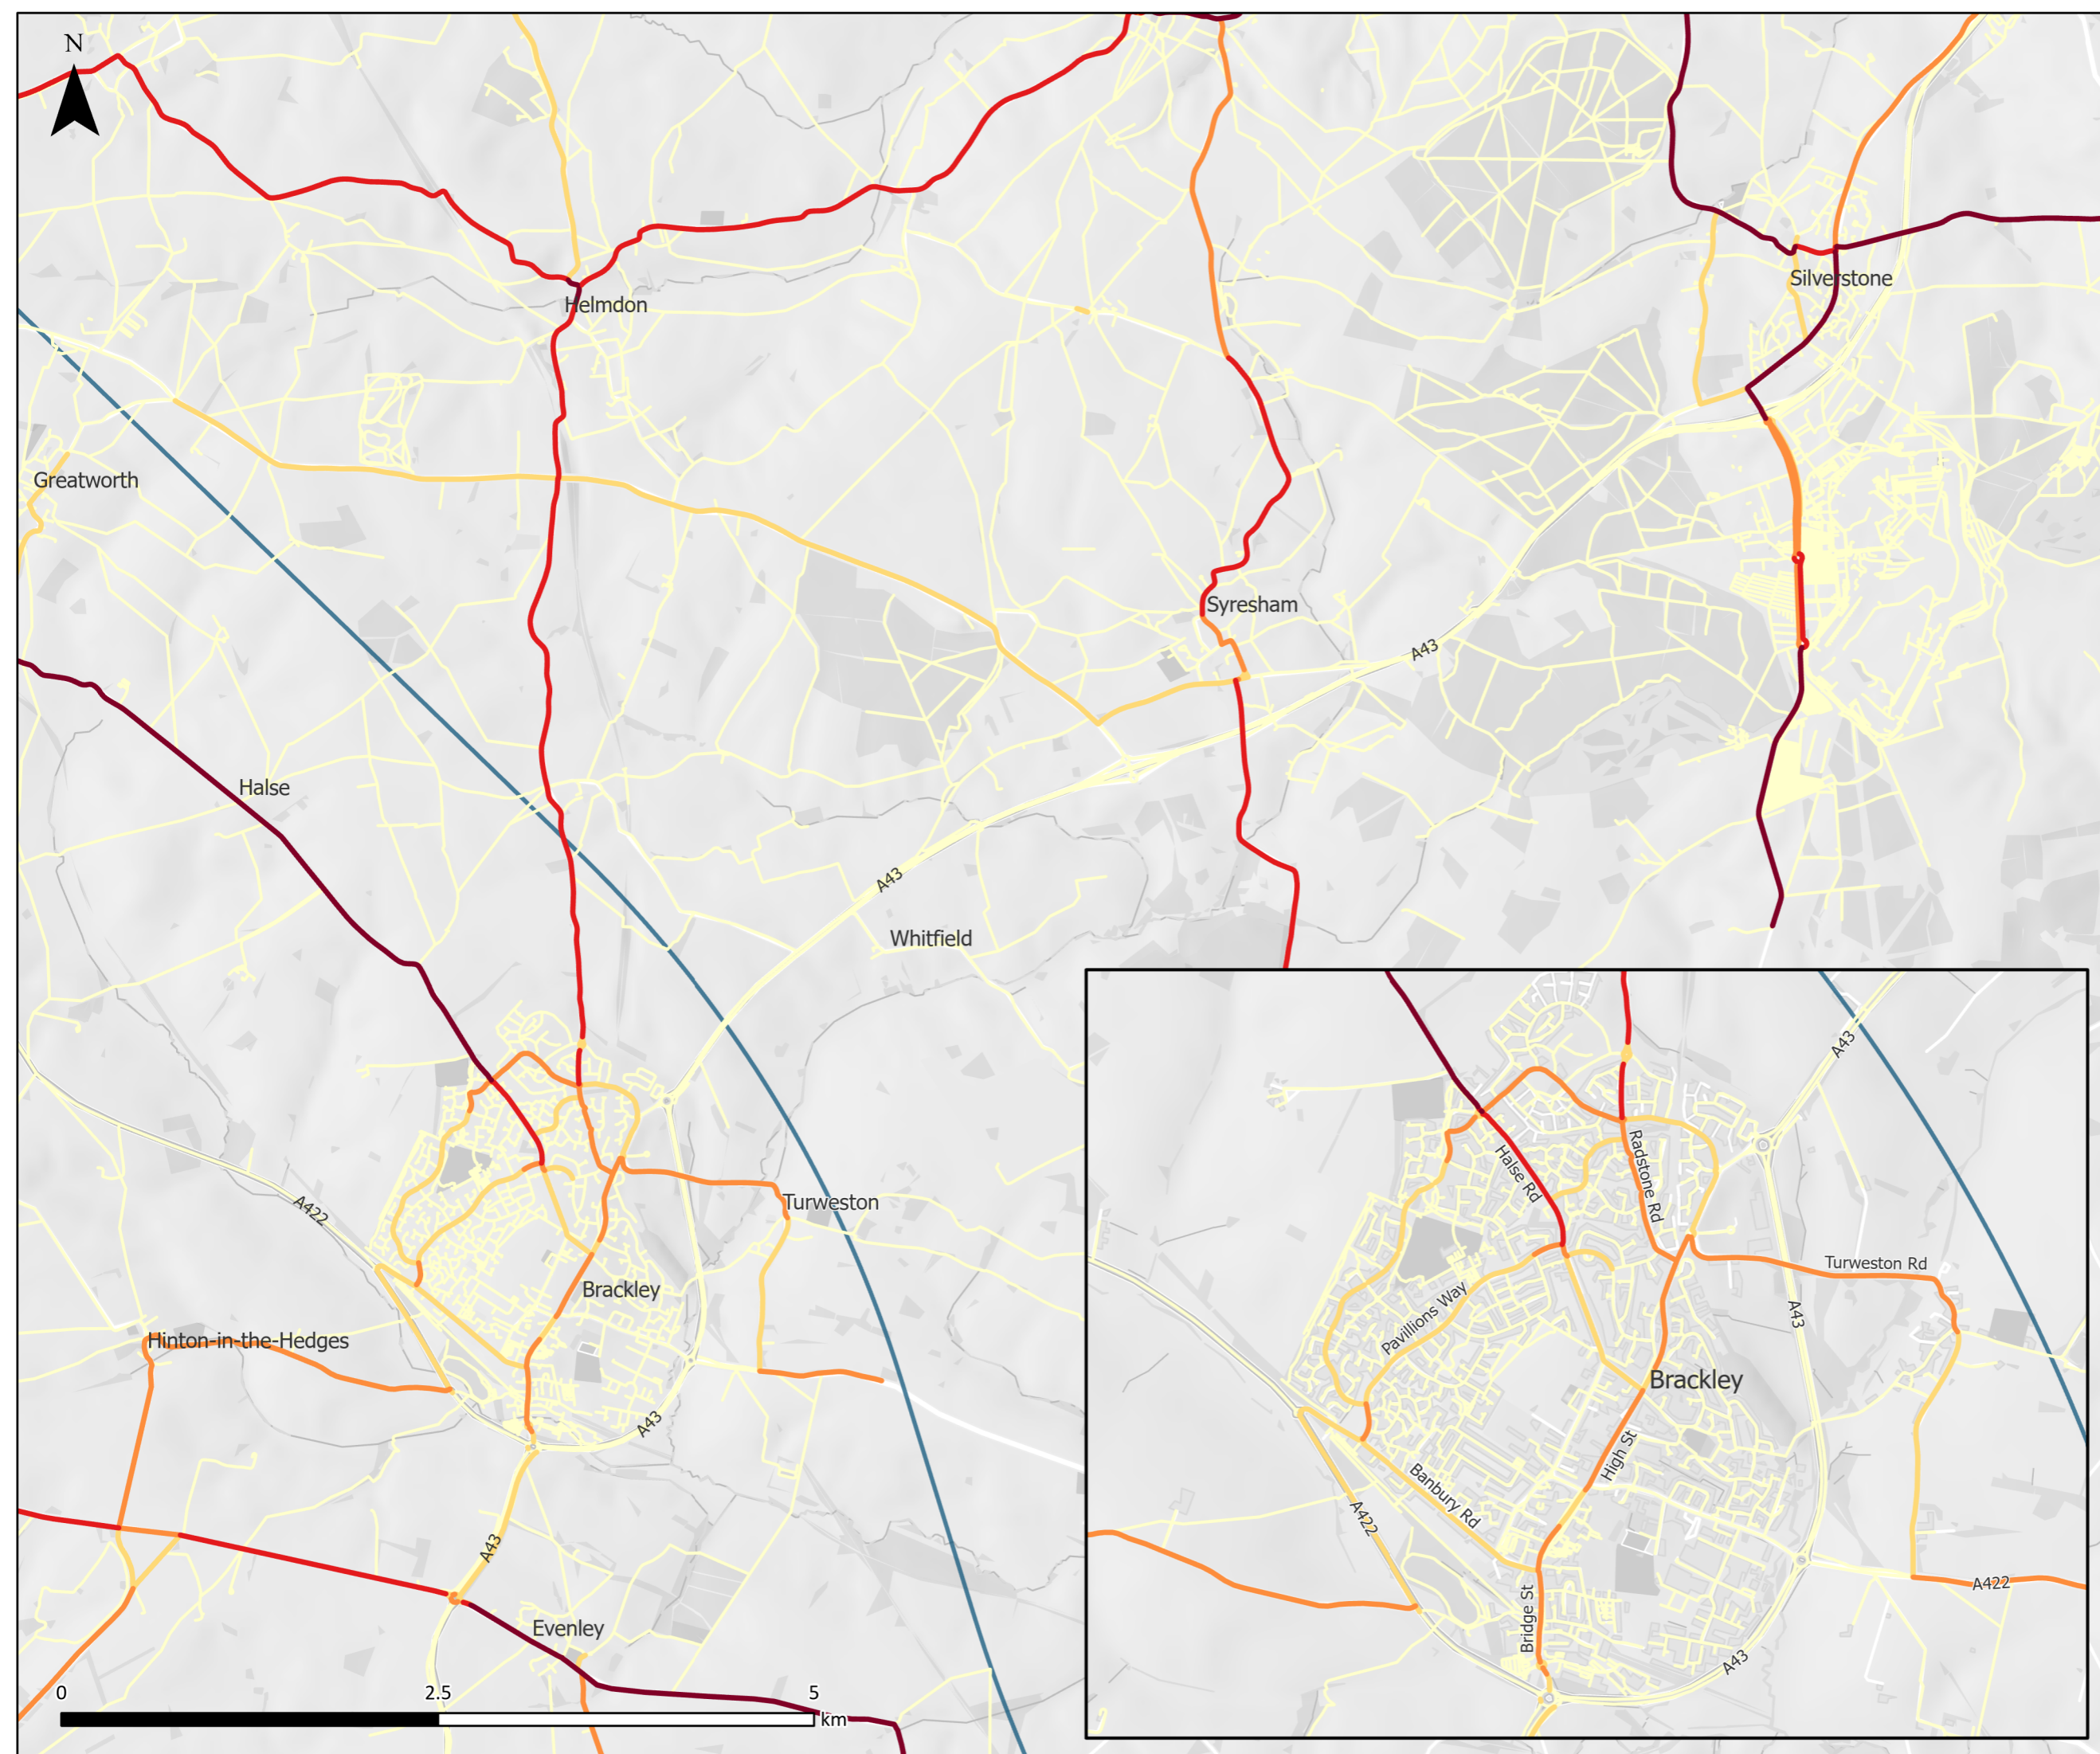 N
Helmdon
Silverstone
Greatworth
Syresham
A43
Halse
A43
Whitfield
A422
Turweston
Brackley
Hinton-in-the-Hedges
A43
A43
Evenley
0
2.5
5
km
A43
Halse Rd
Radstone Rd
Turweston Rd
A43
Pavillions Way
Brackley
High St
Banbury Rd
A422
A422
Bridge St
A43